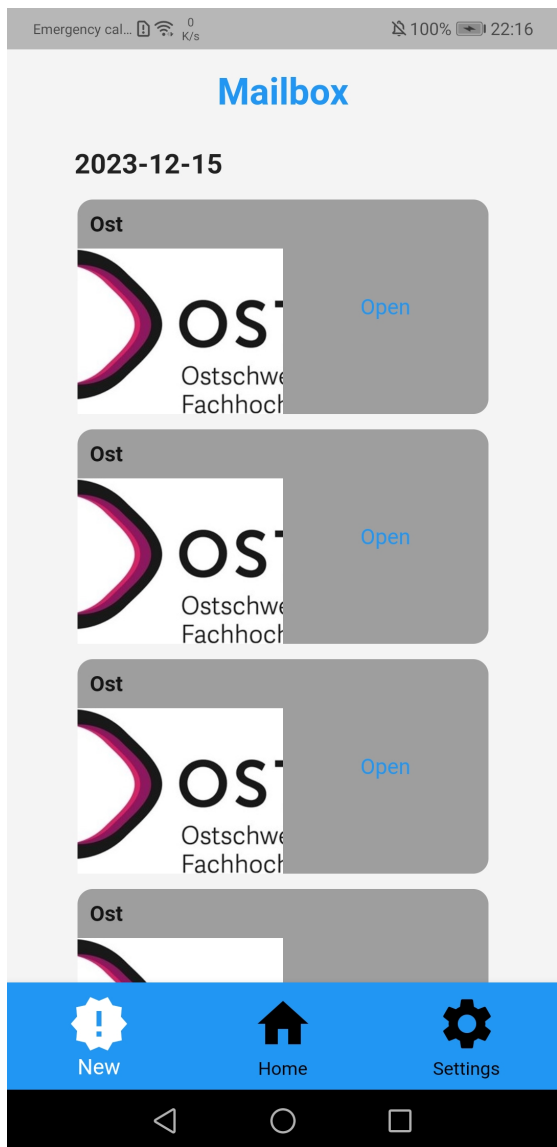 Emergency cal... 0 K/s 100% 22:16
Mailbox
2023-12-15
Ost
OST
Ostschwe
Fachhoch
Open
Ost
OST
Ostschwe
Fachhoch
Open
Ost
OST
Ostschwe
Fachhoch
Open
Ost
New Home Settings